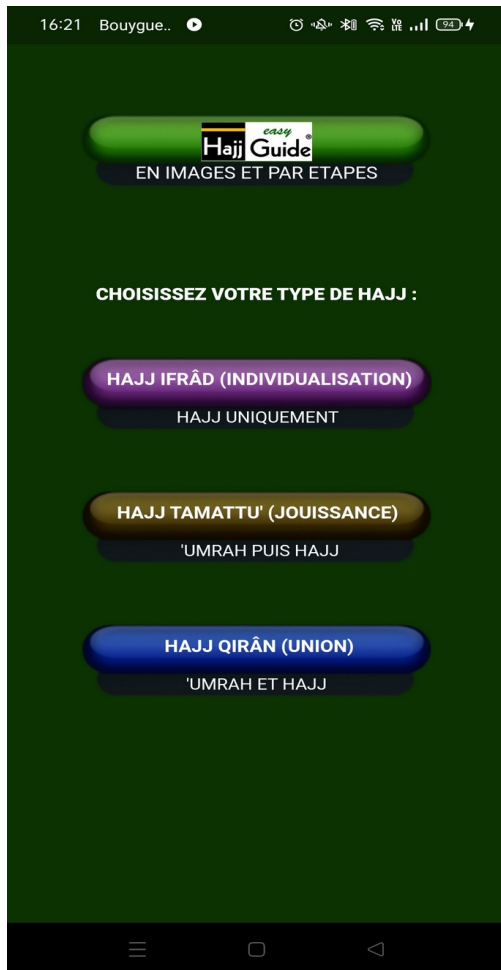 16:21 Bouygue.. 94
easy
Hajj Guide®
EN IMAGES ET PAR ETAPES
CHOISISSEZ VOTRE TYPE DE HAJJ :
HAJJ IFRÂD (INDIVIDUALISATION)
HAJJ UNIQUEMENT
HAJJ TAMATTU' (JOUISSANCE)
'UMRAH PUIS HAJJ
HAJJ QIRÂN (UNION)
'UMRAH ET HAJJ